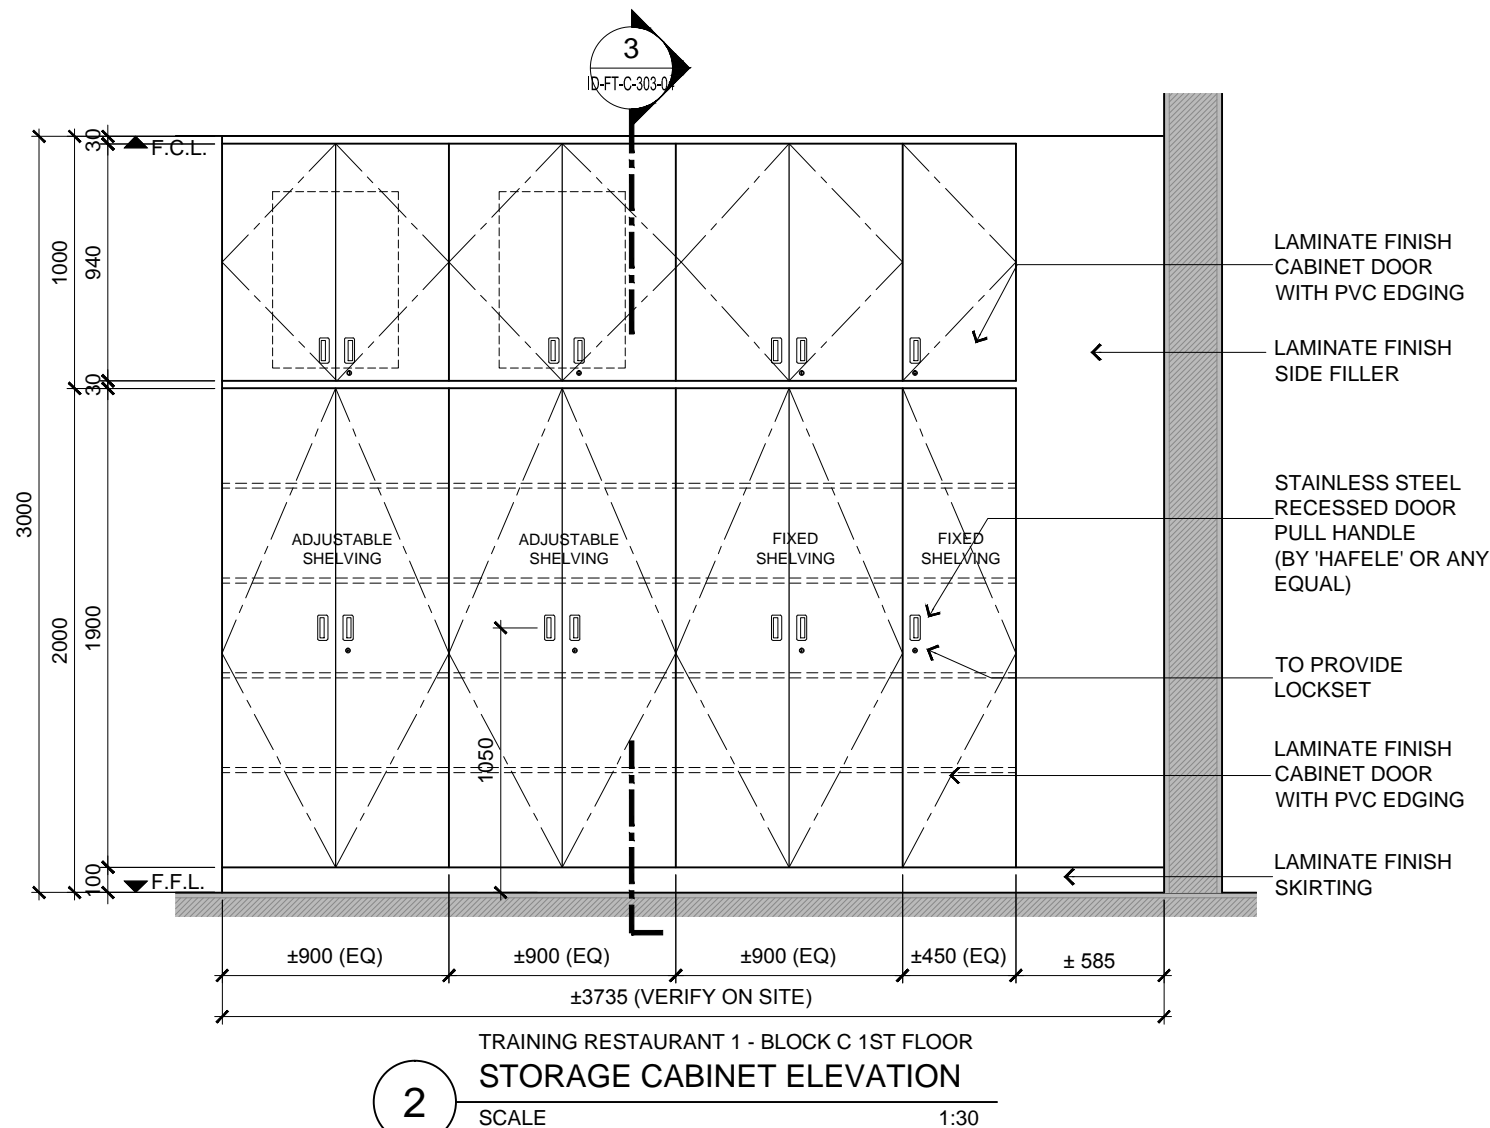 3
ID-FT-C-303-0
F.C.L.
30
1000
940
30
3000
2000
1900
100
F.F.L.
LAMINATE FINISH
CABINET DOOR
WITH PVC EDGING
LAMINATE FINISH
SIDE FILLER
ADJUSTABLE
SHELVING
ADJUSTABLE
SHELVING
FIXED
SHELVING
FIXED
SHELVING
STAINLESS STEEL
RECESSED DOOR
PULL HANDLE
(BY 'HAFELE' OR ANY
EQUAL)
1050
TO PROVIDE
LOCKSET
LAMINATE FINISH
CABINET DOOR
WITH PVC EDGING
LAMINATE FINISH
SKIRTING
±900 (EQ)
±900 (EQ)
±900 (EQ)
±450 (EQ)
± 585
±3735 (VERIFY ON SITE)
TRAINING RESTAURANT 1 - BLOCK C 1ST FLOOR
2
STORAGE CABINET ELEVATION
SCALE 1:30